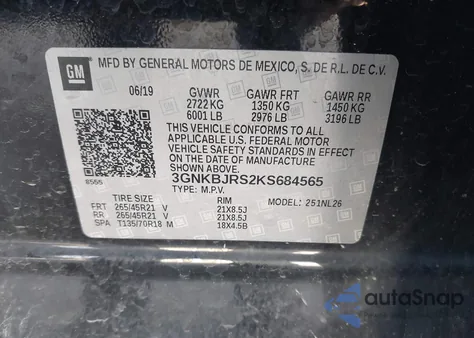 GM
MFD BY GENERAL MOTORS DE MEXICO, S. DE R.L. DE C.V.
06/19 GVWR GAWR FRT GAWR RR
2722 KG 1350 KG 1450 KG
6001 LB 2976 LB 3196 LB
THIS VEHICLE CONFORMS TO ALL
APPLICABLE U.S. FEDERAL MOTOR
VEHICLE SAFETY STANDARDS IN
EFFECT ON THE DATE OF
MANUFACTURE SHOWN ABOVE.
3GNKBJRS2KS684565
TYPE: M.P.V. MODEL: 251NL26
8555
TIRE SIZE RIM
FRT 265/45R21 V 21X8.5J
RR 265/45R21 V 21X8.5J
SPA T135/70R18 M 18X4.5B
autoSnap